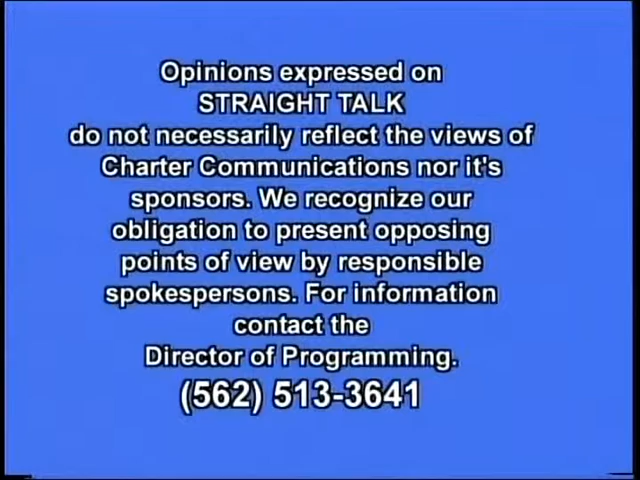 Opinions expressed on
STRAIGHT TALK
do not necessarily reflect the views of
Charter Communications nor it's
sponsors. We recognize our
obligation to present opposing
points of view by responsible
spokespersons. For information
contact the
Director of Programming.
(562) 513-3641